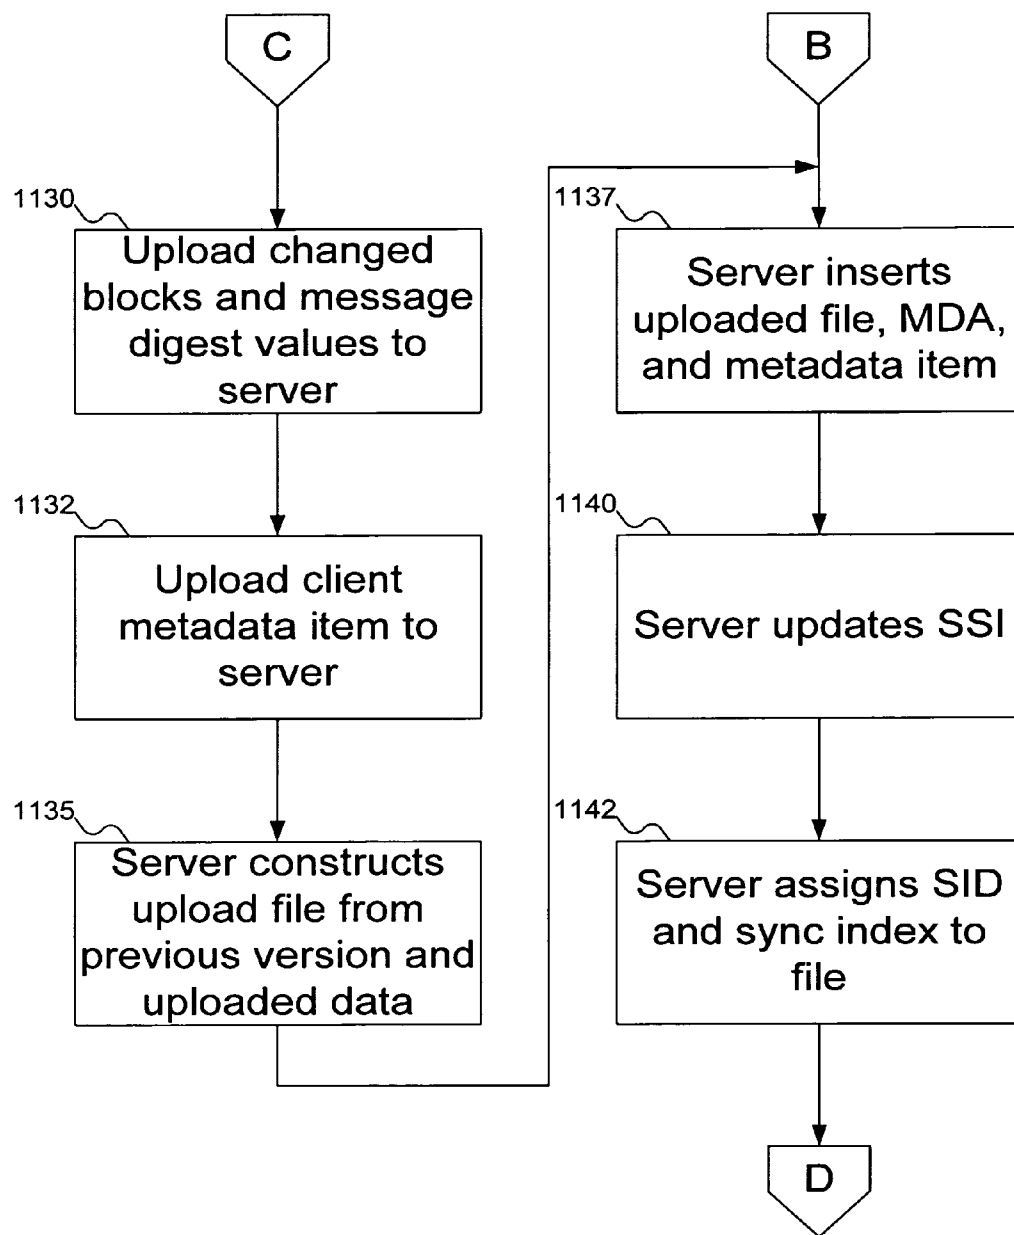 C
1130
Upload changed
blocks and message
digest values to
server
1132
Upload client
metadata item to
server
1135
Server constructs
upload file from
previous version and
uploaded data
B
1137
Server inserts
uploaded file, MDA,
and metadata item
1140
Server updates SSI
1142
Server assigns SID
and sync index to
file
D